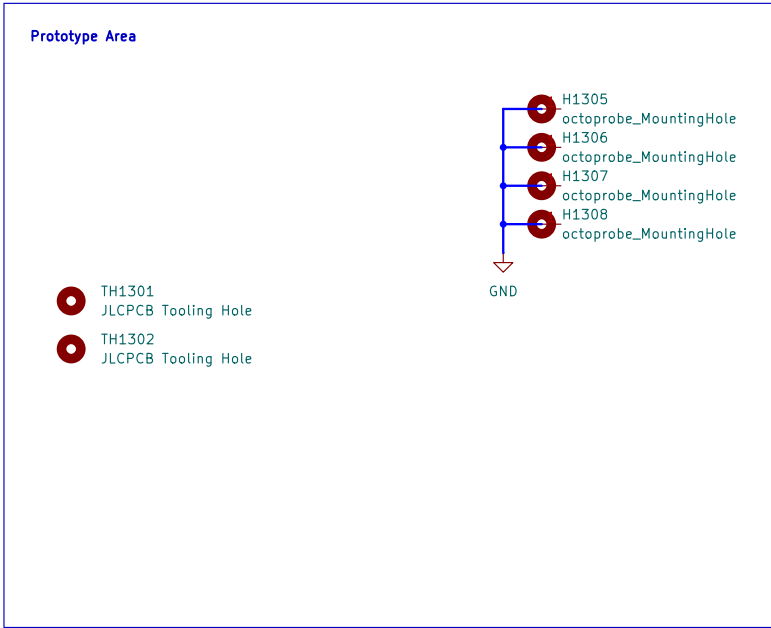 Prototype Area
H1305
octoprobe_MountingHole
H1306
octoprobe_MountingHole
H1307
octoprobe_MountingHole
H1308
octoprobe_MountingHole
GND
TH1301
JLCPCB Tooling Hole
TH1302
JLCPCB Tooling Hole